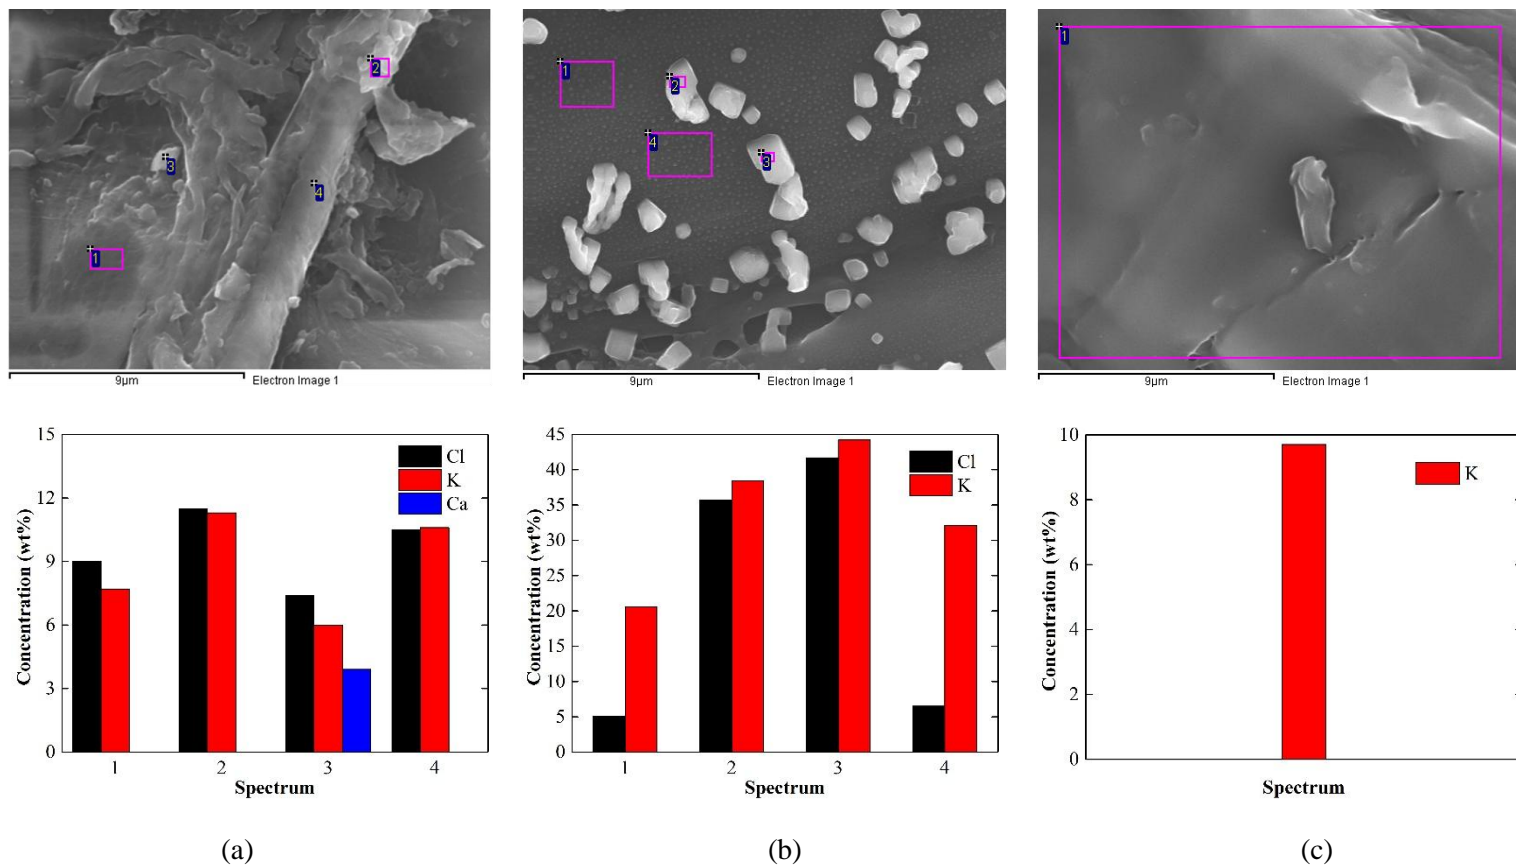 1
2
3
4
9µm
Electron Image 1
1
2
3
4
9µm
Electron Image 1
1
9µm
Electron Image 1
15
12
9
6
3
0
Concentration (wt%)
Cl
K
Ca
1 2 3 4
Spectrum
45
40
35
30
25
20
15
10
5
0
Concentration (wt%)
Cl
K
1 2 3 4
Spectrum
10
8
6
4
2
0
Concentration (wt%)
K
Spectrum
(a) (b) (c)